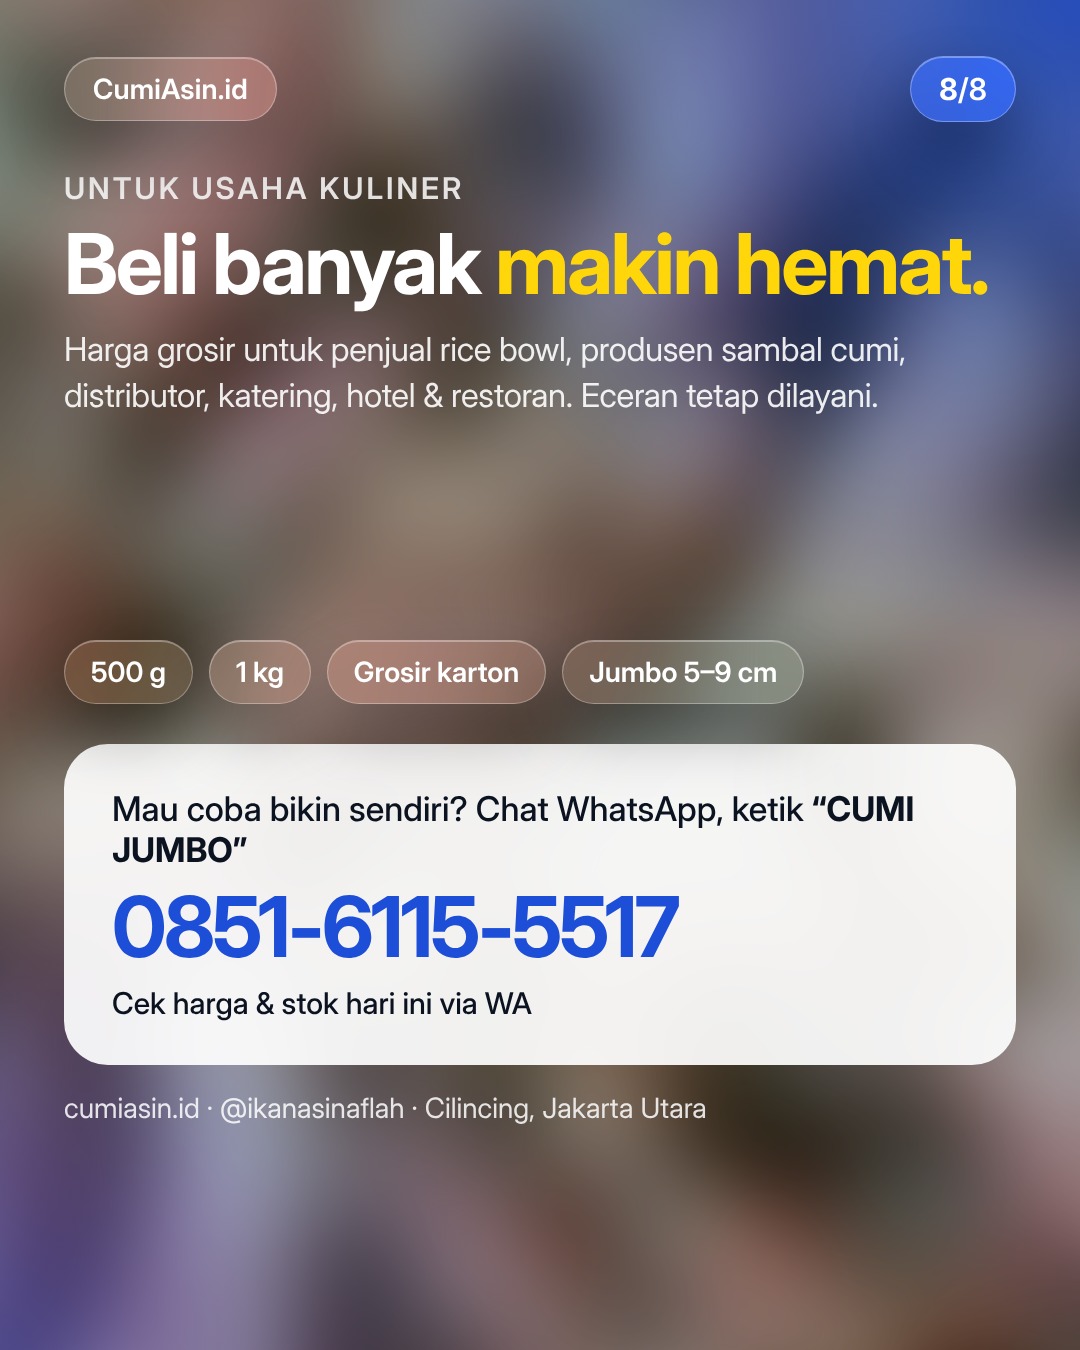 CumiAsin.id
8/8
UNTUK USAHA KULINER
Beli banyak makin hemat.
Harga grosir untuk penjual rice bowl, produsen sambal cumi,
distributor, katering, hotel & restoran. Eceran tetap dilayani.
500 g
1 kg
Grosir karton
Jumbo 5–9 cm
Mau coba bikin sendiri? Chat WhatsApp, ketik “CUMI
JUMBO”
0851-6115-5517
Cek harga & stok hari ini via WA
cumiasin.id · @ikanasinaflah · Cilincing, Jakarta Utara